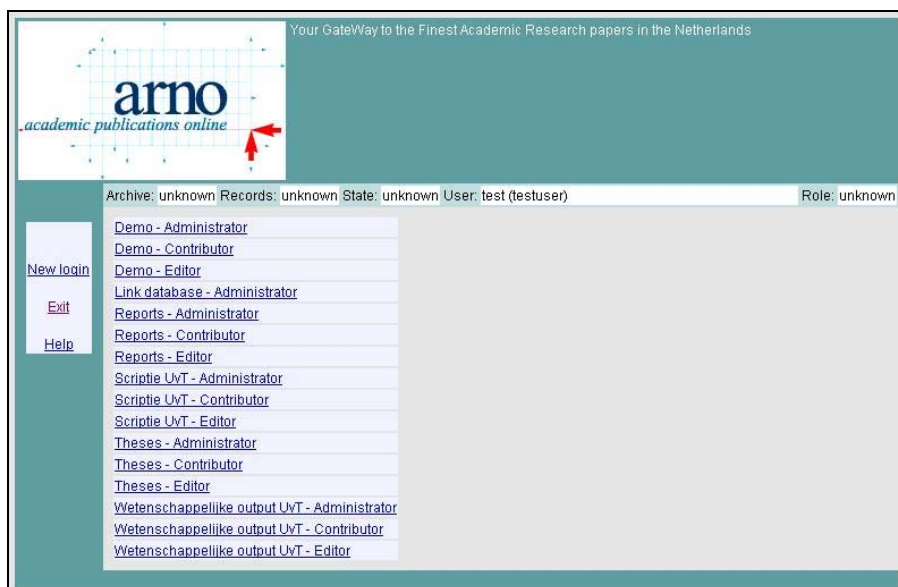 Your GateWay to the Finest Academic Research papers in the Netherlands
arno
academic publications online
Archive: unknown Records: unknown State: unknown User: test (testuser) Role: unknown
New login
Exit
Help
Demo - Administrator
Demo - Contributor
Demo - Editor
Link database - Administrator
Reports - Administrator
Reports - Contributor
Reports - Editor
Scriptie UvT - Administrator
Scriptie UvT - Contributor
Scriptie UvT - Editor
Theses - Administrator
Theses - Contributor
Theses - Editor
Wetenschappelijke output UvT - Administrator
Wetenschappelijke output UvT - Contributor
Wetenschappelijke output UvT - Editor